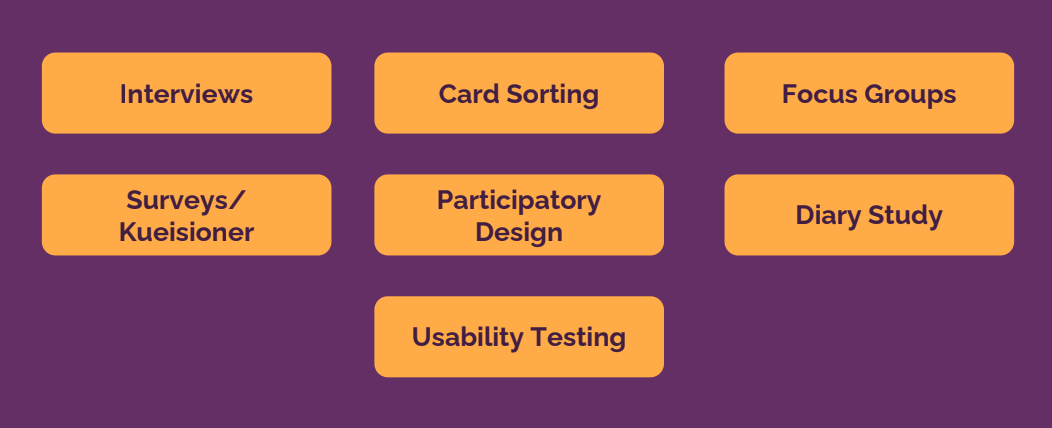 Interviews
Card Sorting
Focus Groups
Surveys/
Kueisioner
Participatory
Design
Diary Study
Usability Testing